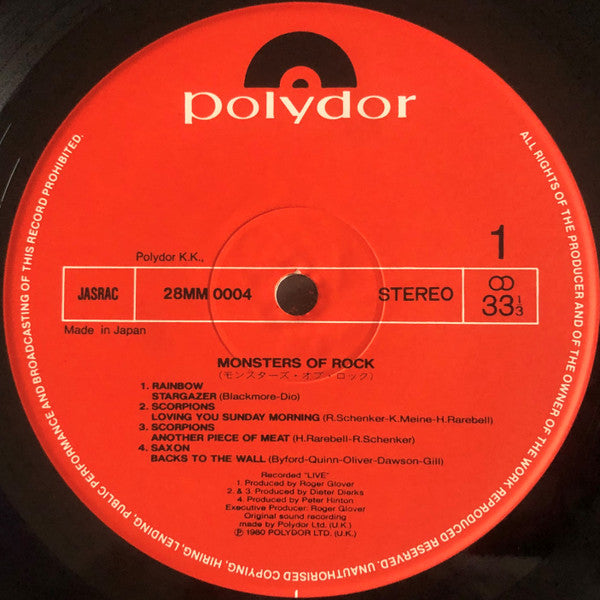 polydor
1
Polydor K.K.,
JASRAC
28MM 0004
STEREO
33 1/3
Made in Japan
MONSTERS OF ROCK
(モンスターズ・オブ・ロック)
1. RAINBOW
STARGAZER (Blackmore-Dio)
2. SCORPIONS
LOVING YOU SUNDAY MORNING (R.Schenker-K.Meine-H.Rarebell)
3. SCORPIONS
ANOTHER PIECE OF MEAT (H.Rarebell-R.Schenker)
4. SAXON
BACKS TO THE WALL (Byford-Quinn-Oliver-Dawson-Gill)
Recorded "LIVE"
1. Produced by Roger Glover
2. & 3. Produced by Dieter Dierks
4. Produced by Peter Hinton
Executive Producer: Roger Glover
Original sound recording
made by Polydor Ltd. (U.K.)
℗ 1980 POLYDOR LTD. (U.K.)
ALL RIGHTS OF THE PRODUCER AND OF THE OWNER OF THE WORK REPRODUCED RESERVED. UNAUTHORISED COPYING, HIRING, LENDING, PUBLIC PERFORMANCE AND BROADCASTING OF THIS RECORD PROHIBITED.